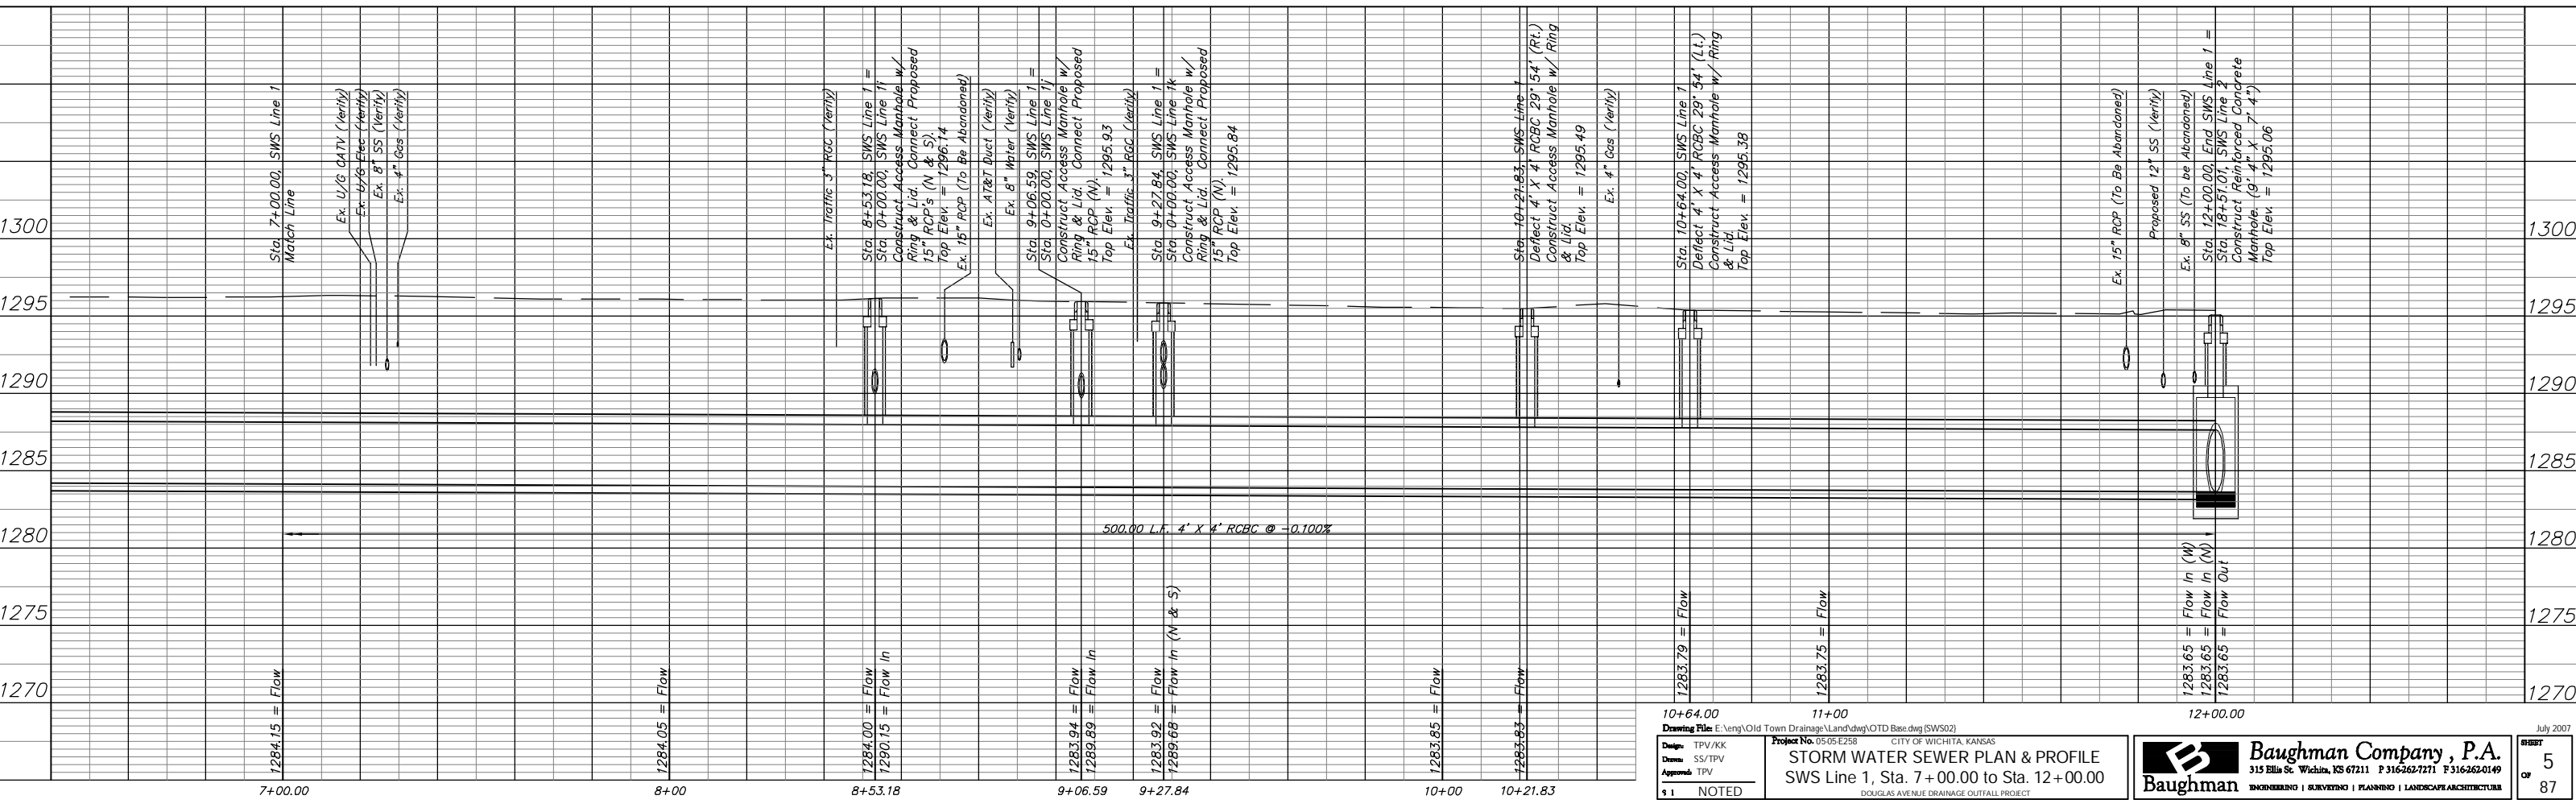 Sta. 7+00.00, SWS Line 1
Match Line
Ex. U/G CATV (Verify)
Ex. U/G Elec (Verify)
Ex. 8" SS (Verify)
Ex. 4" Gas (Verify)
Ex. Traffic 3" RGC (Verify)
Sta. 8+53.18, SWS Line 1 =
Sta. 0+00.00, SWS Line 1i
Construct Access Manhole w/
Ring & Lid. Connect Proposed
15" RCP's (N & S).
Top Elev. = 1296.14
Ex. 15" RCP (To Be Abandoned)
Ex. AT&T Duct (Verify)
Ex. 8" Water (Verify)
Sta. 9+06.59, SWS Line 1 =
Sta. 0+00.00, SWS Line 1j
Construct Access Manhole w/
Ring & Lid. Connect Proposed
15" RCP (N).
Top Elev. = 1295.93
Ex. Traffic 3" RGC (Verify)
Sta. 9+27.84, SWS Line 1 =
Sta. 0+00.00, SWS Line 1k
Construct Access Manhole w/
Ring & Lid. Connect Proposed
15" RCP (N).
Top Elev. = 1295.84
Sta. 10+21.83, SWS Line 1
Deflect 4' X 4' RCBC 29° 54' (Rt.)
Construct Access Manhole w/ Ring
& Lid.
Top Elev. = 1295.49
Ex. 4" Gas (Verify)
Sta. 10+64.00, SWS Line 1
Deflect 4' X 4' RCBC 29° 54' (Lt.)
Construct Access Manhole w/ Ring
& Lid.
Top Elev. = 1295.38
Ex. 15" RCP (To Be Abandoned)
Proposed 12" SS (Verify)
Ex. 8" SS (To be Abandoned)
Sta. 12+00.00, End SWS Line 1 =
Sta. 18+51.01, SWS Line 2
Construct Reinforced Concrete
Manhole. (9' 4" X 7' 4")
Top Elev. = 1295.06
1300 1300
1295 1295
1290 1290
1285 1285
500.00 L.F. 4' X 4' RCBC @ -0.100%
1280 1280
1275 1275
1270 1270
1284.15 = Flow
1284.05 = Flow
1284.00 = Flow
1290.15 = Flow In
1283.94 = Flow
1289.89 = Flow In
1283.92 = Flow
1289.68 = Flow In (N & S)
1283.85 = Flow
1283.83 = Flow
1283.79 = Flow
1283.75 = Flow
1283.65 = Flow In (W)
1283.65 = Flow In (N)
1283.65 = Flow Out
7+00.00 8+00 8+53.18 9+06.59 9+27.84 10+00 10+21.83
10+64.00 11+00 12+00.00
Drawing File: E:\eng\Old Town Drainage\Land\dwg\OTD Base.dwg (SWS02)
July 2007
Design: TPV/KK
Drawn: SS/TPV
Approved: TPV
NOTED
Project No. 05-05-E258 CITY OF WICHITA, KANSAS
STORM WATER SEWER PLAN & PROFILE
SWS Line 1, Sta. 7+00.00 to Sta. 12+00.00
DOUGLAS AVENUE DRAINAGE OUTFALL PROJECT
Baughman
Baughman Company, P.A.
315 Ellis St. Wichita, KS 67211 P 316-262-7271 F 316-262-0149
ENGINEERING | SURVEYING | PLANNING | LANDSCAPE ARCHITECTURE
SHEET
5
OF
87